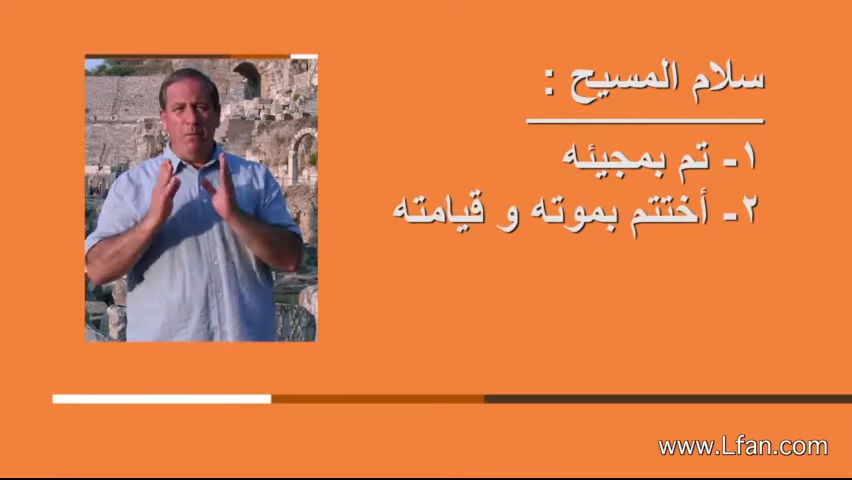 سلام المسيح :
١- تم بمجيئه
٢- أختتم بموته و قيامته
www.Lfan.com